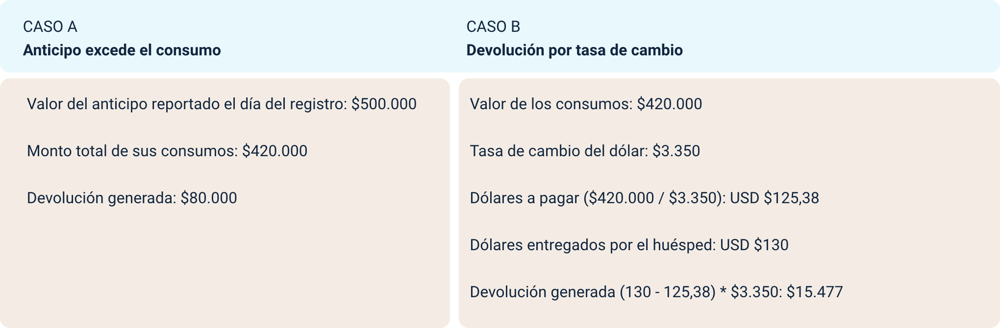 CASO A
Anticipo excede el consumo
CASO B
Devolución por tasa de cambio
Valor del anticipo reportado el día del registro: $500.000
Monto total de sus consumos: $420.000
Devolución generada: $80.000
Valor de los consumos: $420.000
Tasa de cambio del dólar: $3.350
Dólares a pagar ($420.000 / $3.350): USD $125,38
Dólares entregados por el huésped: USD $130
Devolución generada (130 - 125,38) * $3.350: $15.477